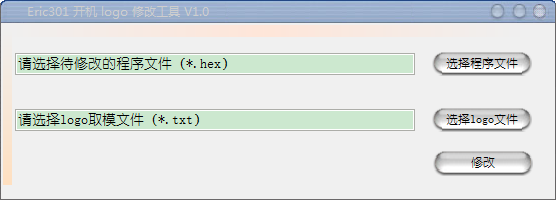 Eric301 开机 logo 修改工具 V1.0
请选择待修改的程序文件 (*.hex)
选择程序文件
请选择logo取模文件 (*.txt)
选择logo文件
修改